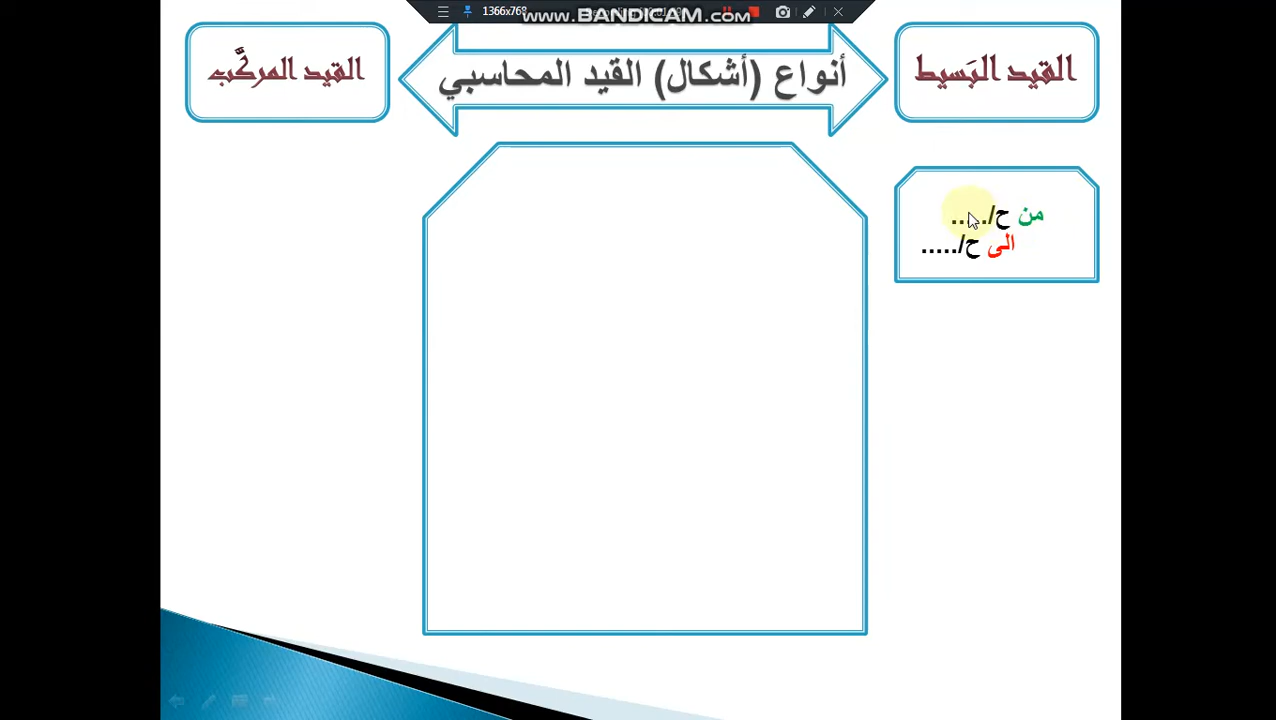 1366x768
www.BANDICAM.com
القيد البَسيط
أنواع (أشكال) القيد المحاسبي
القيد المركَّب
من ح/.....
الى ح/.....